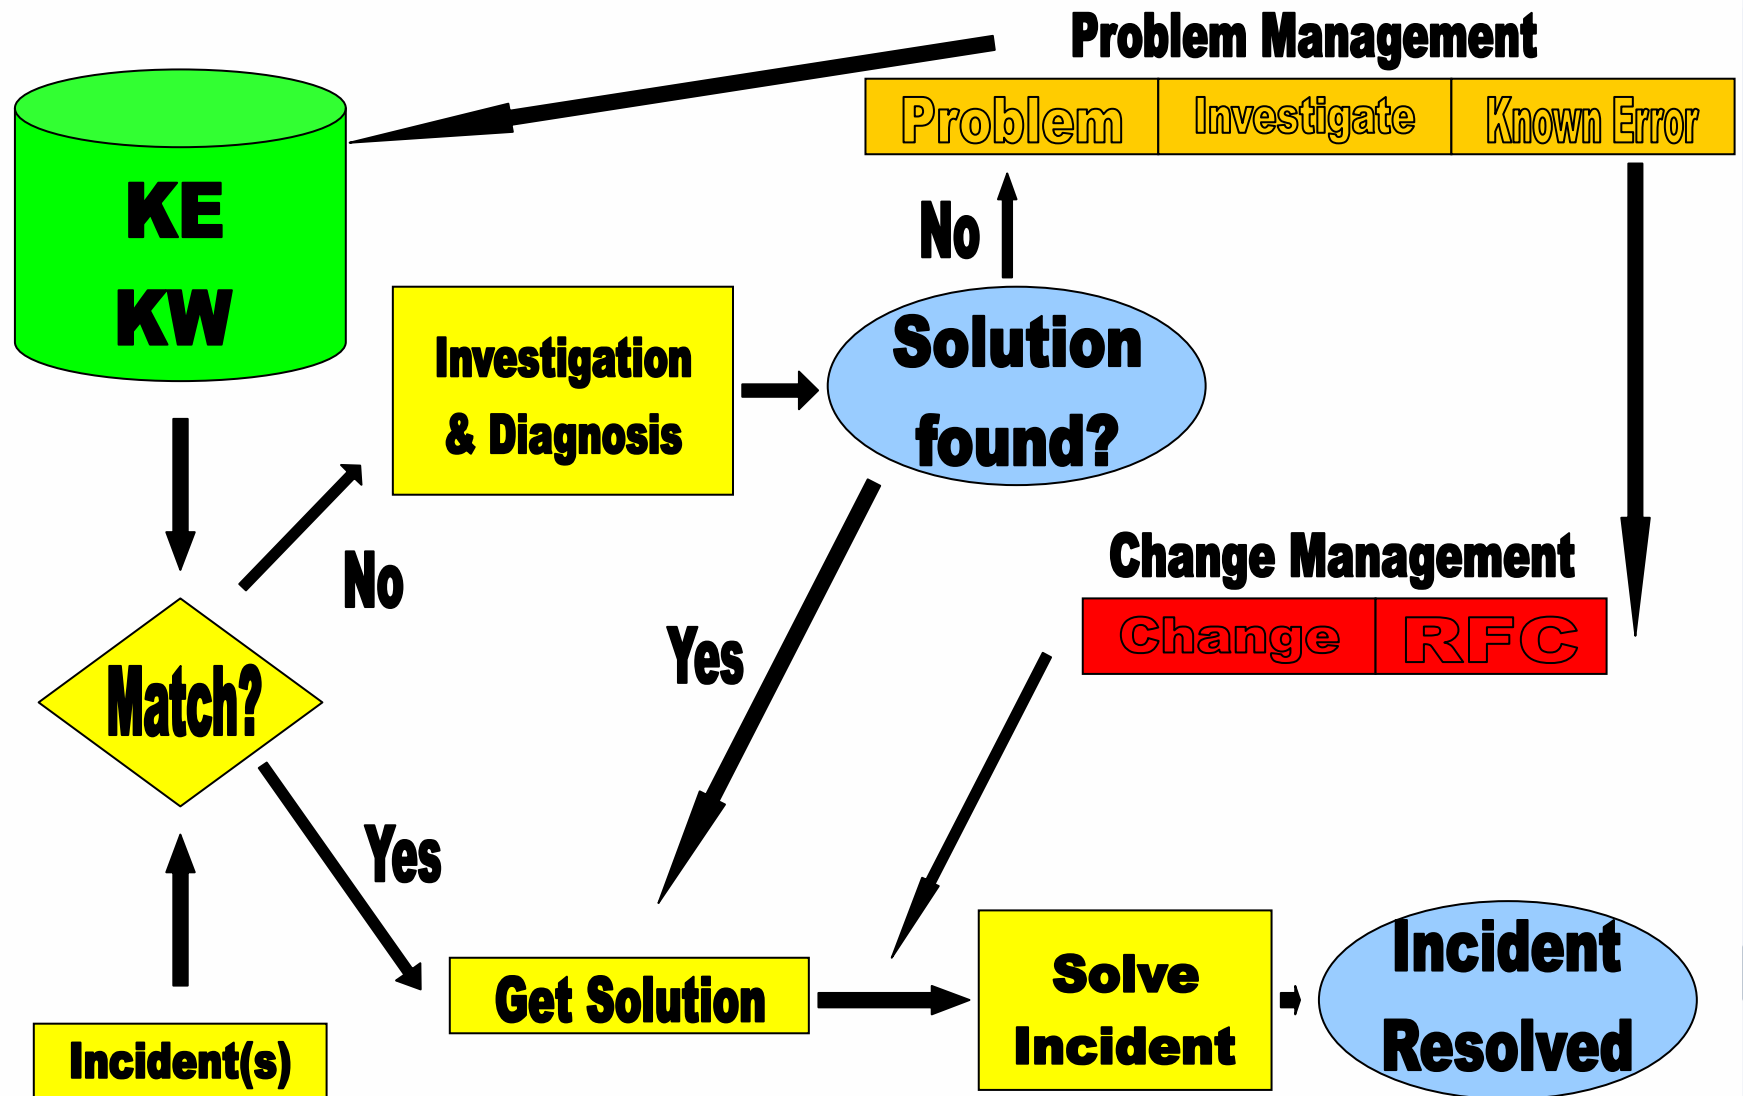 Problem Management
Problem Investigate Known Error
KE
KW
No
Investigation
& Diagnosis
Solution
found?
No
Change Management
Change RFC
Yes
Match?
Yes
Get Solution
Solve
Incident
Incident
Resolved
Incident(s)